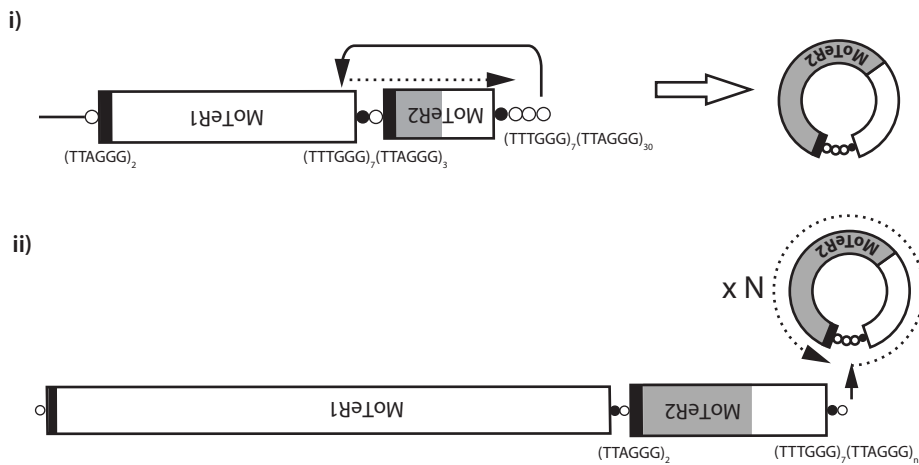 i)
MoTeR1
MoTeR2
MoTeR2
(TTAGGG)2
(TTTGGG)7(TTAGGG)3
(TTTGGG)7(TTAGGG)30
ii)
MoTeR2
x N
MoTeR1
MoTeR2
(TTAGGG)2
(TTTGGG)7(TTAGGG)n